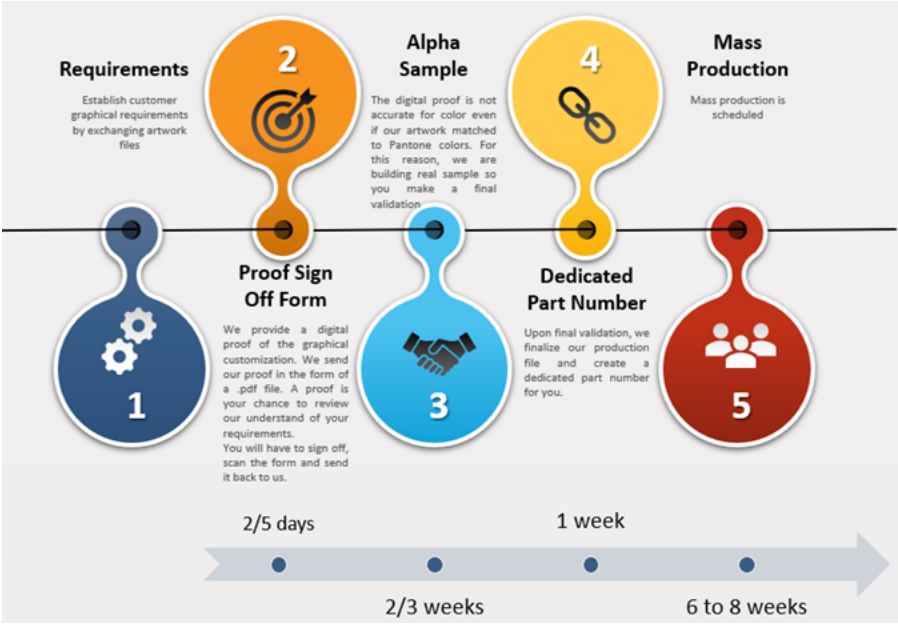 Requirements
Establish customer
graphical requirements
by exchanging artwork
files
1
2
Proof Sign
Off Form
We provide a digital
proof of the graphical
customization. We send
our proof in the form of
a .pdf file. A proof is
your chance to review
our understand of your
requirements.
You will have to sign off,
scan the form and send
it back to us.
Alpha
Sample
The digital proof is not
accurate for color even
if our artwork matched
to Pantone colors. For
this reason, we are
building real sample so
you make a final
validation.
3
4
Dedicated
Part Number
Upon final validation, we
finalize our production
file and create a
dedicated part number
for you.
Mass
Production
Mass production is
scheduled
5
2/5 days
2/3 weeks
1 week
6 to 8 weeks